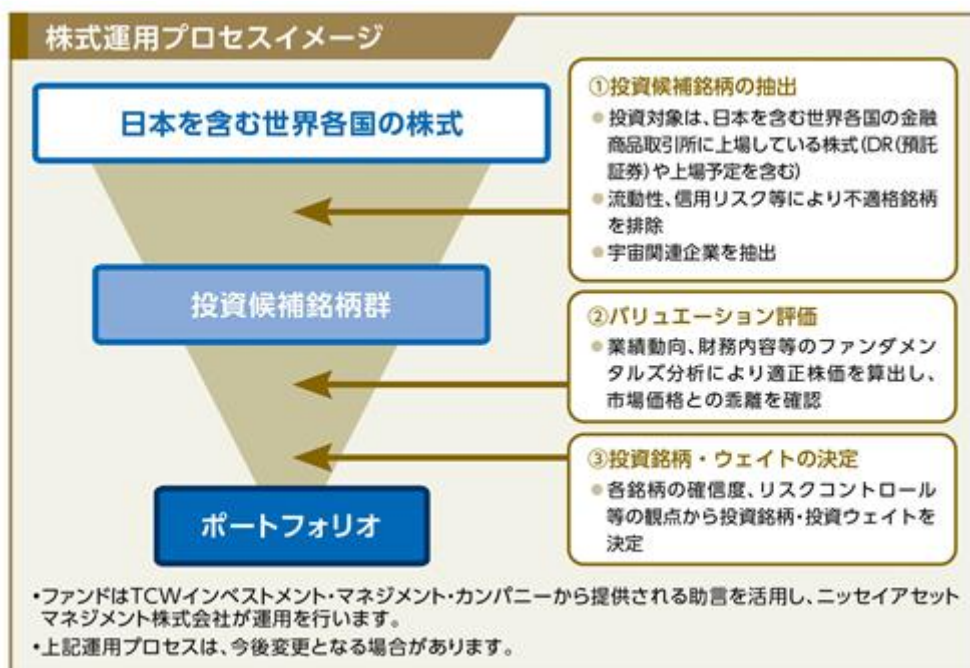 株式運用プロセスイメージ
日本を含む世界各国の株式
投資候補銘柄群
ポートフォリオ
①投資候補銘柄の抽出
●投資対象は、日本を含む世界各国の金融
商品取引所に上場している株式(DR(預託
証券)や上場予定を含む)
●流動性、信用リスク等により不適格銘柄
を排除
●宇宙関連企業を抽出
②バリュエーション評価
●業績動向、財務内容等のファンダメン
タルズ分析により適正株価を算出し、
市場価格との乖離を確認
③投資銘柄・ウェイトの決定
●各銘柄の確信度、リスクコントロール
等の観点から投資銘柄・投資ウェイトを
決定
・ファンドはTCWインベストメント・マネジメント・カンパニーから提供される助言を活用し、ニッセイアセット
マネジメント株式会社が運用を行います。
・上記運用プロセスは、今後変更となる場合があります。